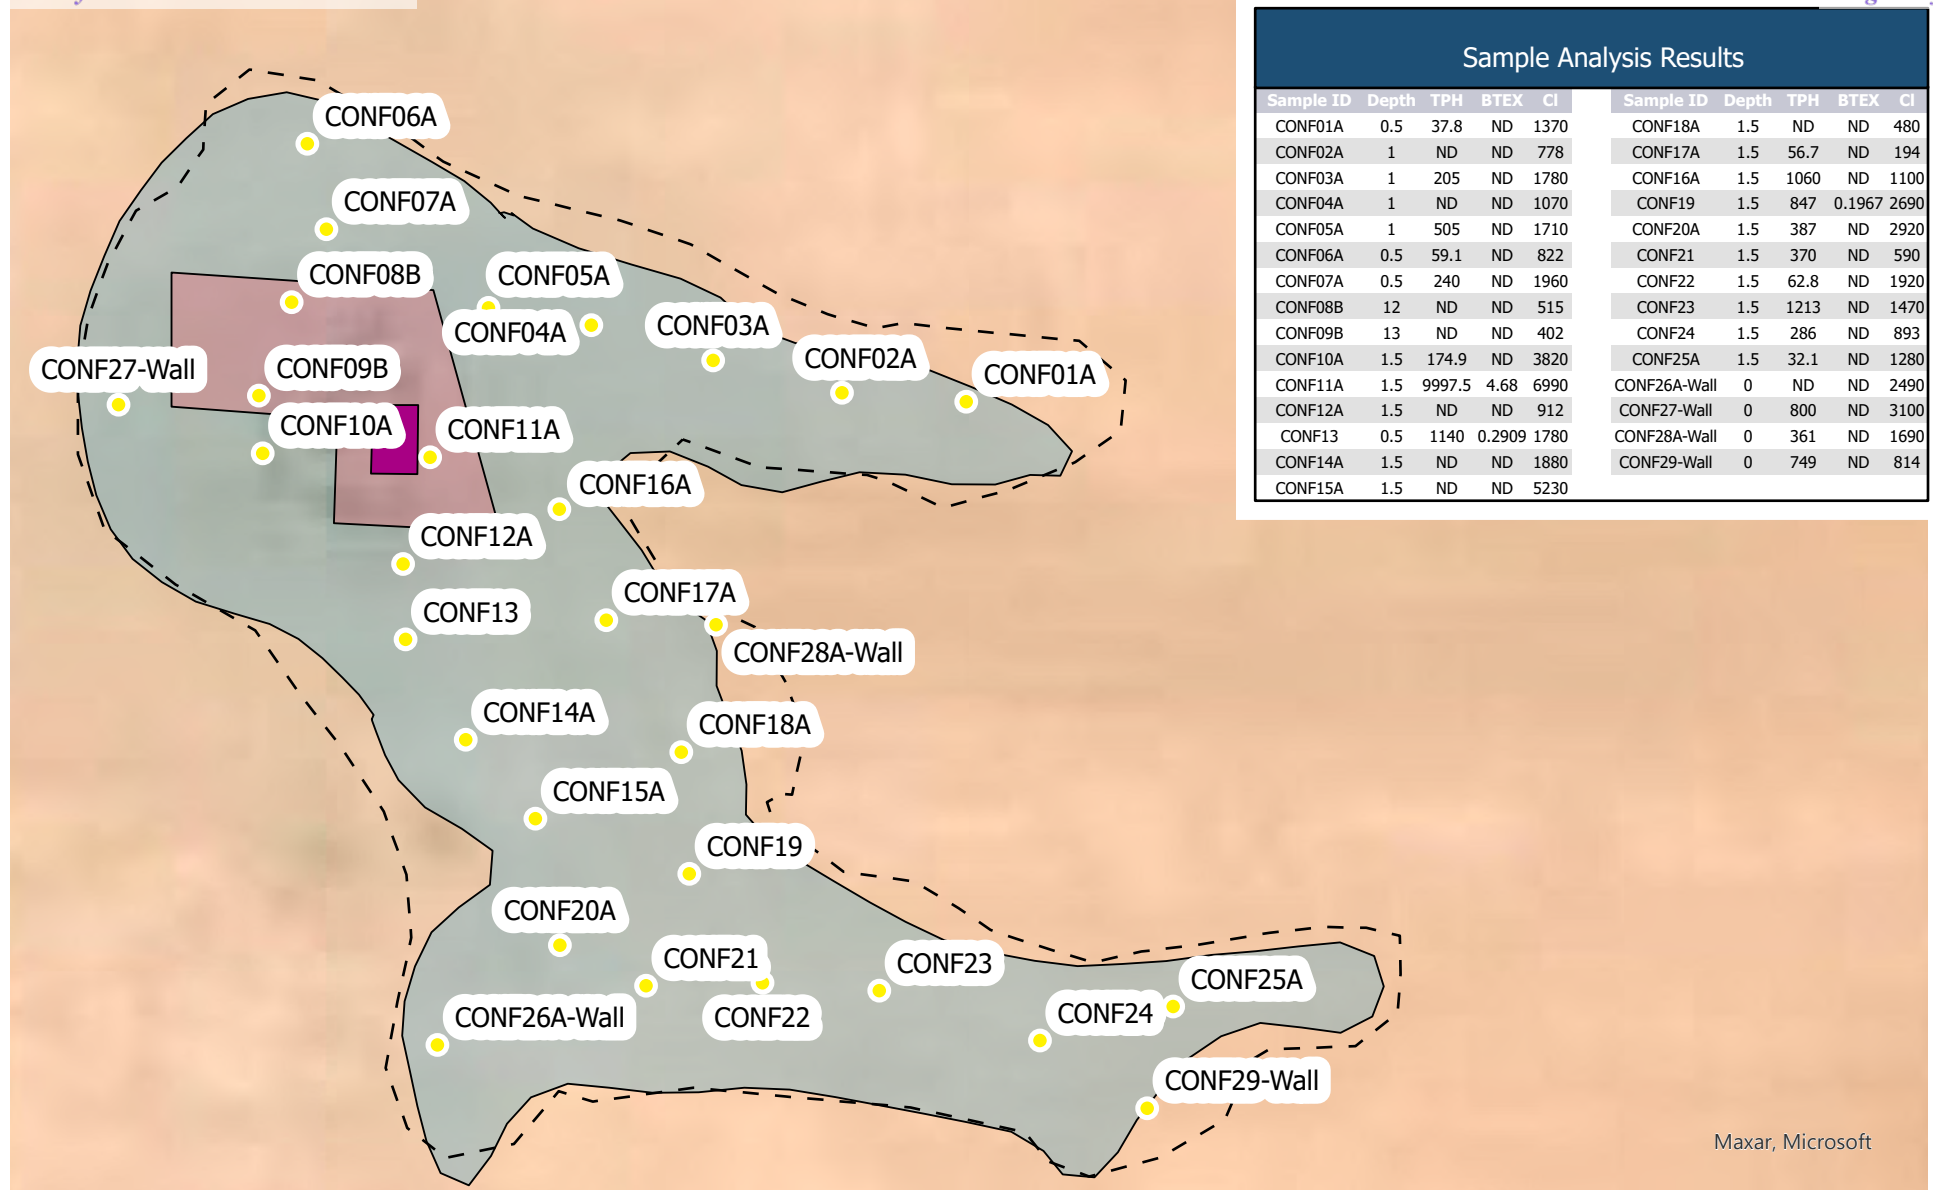 Sample Analysis Results
Sample ID Depth TPH BTEX Cl Sample ID Depth TPH BTEX Cl
CONF01A 0.5 37.8 ND 1370 CONF18A 1.5 ND ND 480
CONF02A 1 ND ND 778 CONF17A 1.5 56.7 ND 194
CONF03A 1 205 ND 1780 CONF16A 1.5 1060 ND 1100
CONF04A 1 ND ND 1070 CONF19 1.5 847 0.1967 2690
CONF05A 1 505 ND 1710 CONF20A 1.5 387 ND 2920
CONF06A 0.5 59.1 ND 822 CONF21 1.5 370 ND 590
CONF07A 0.5 240 ND 1960 CONF22 1.5 62.8 ND 1920
CONF08B 12 ND ND 515 CONF23 1.5 1213 ND 1470
CONF09B 13 ND ND 402 CONF24 1.5 286 ND 893
CONF10A 1.5 174.9 ND 3820 CONF25A 1.5 32.1 ND 1280
CONF11A 1.5 9997.5 4.68 6990 CONF26A-Wall 0 ND ND 2490
CONF12A 1.5 ND ND 912 CONF27-Wall 0 800 ND 3100
CONF13 0.5 1140 0.2909 1780 CONF28A-Wall 0 361 ND 1690
CONF14A 1.5 ND ND 1880 CONF29-Wall 0 749 ND 814
CONF15A 1.5 ND ND 5230
CONF06A
CONF07A
CONF08B
CONF05A
CONF04A
CONF03A
CONF02A
CONF01A
CONF27-Wall
CONF09B
CONF10A
CONF11A
CONF16A
CONF12A
CONF17A
CONF13
CONF28A-Wall
CONF14A
CONF18A
CONF15A
CONF19
CONF20A
CONF21
CONF23
CONF25A
CONF26A-Wall
CONF22
CONF24
CONF29-Wall
Maxar, Microsoft